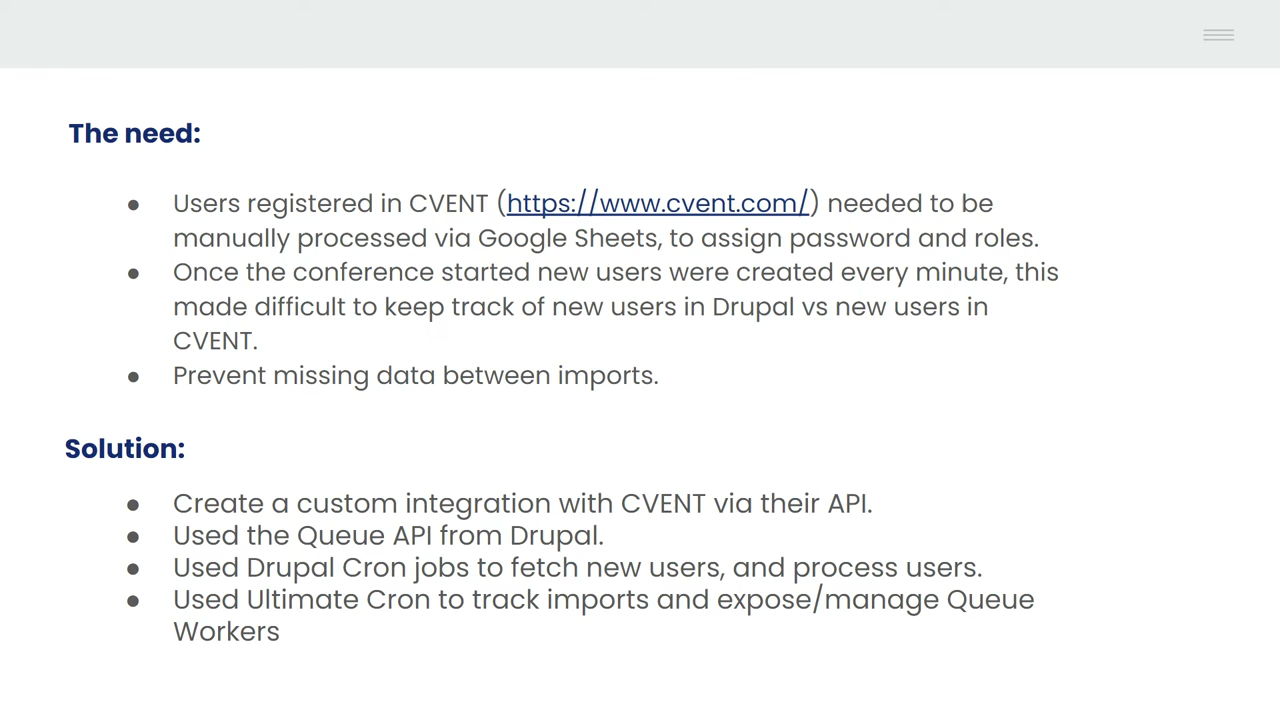 The need:
● Users registered in CVENT (https://www.cvent.com/) needed to be
manually processed via Google Sheets, to assign password and roles.
● Once the conference started new users were created every minute, this
made difficult to keep track of new users in Drupal vs new users in
CVENT.
● Prevent missing data between imports.
Solution:
● Create a custom integration with CVENT via their API.
● Used the Queue API from Drupal.
● Used Drupal Cron jobs to fetch new users, and process users.
● Used Ultimate Cron to track imports and expose/manage Queue
Workers